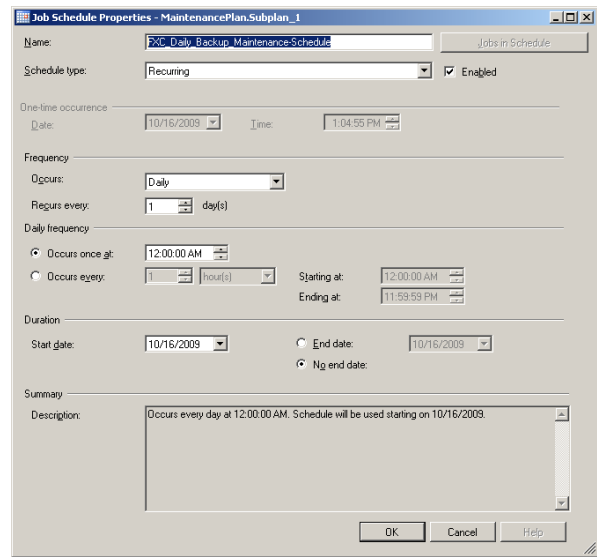 Job Schedule Properties - MaintenancePlan.Subplan_1
Name: FXC_Daily_Backup_Maintenance-Schedule Jobs in Schedule
Schedule type: Recurring Enabled
One-time occurrence
Date: 10/16/2009 Time: 1:04:55 PM
Frequency
Occurs: Daily
Recurs every: 1 day(s)
Daily frequency
Occurs once at: 12:00:00 AM
Occurs every: 1 hour(s) Starting at: 12:00:00 AM
Ending at: 11:59:59 PM
Duration
Start date: 10/16/2009 End date: 10/16/2009
No end date:
Summary
Description: Occurs every day at 12:00:00 AM. Schedule will be used starting on 10/16/2009.
OK Cancel Help